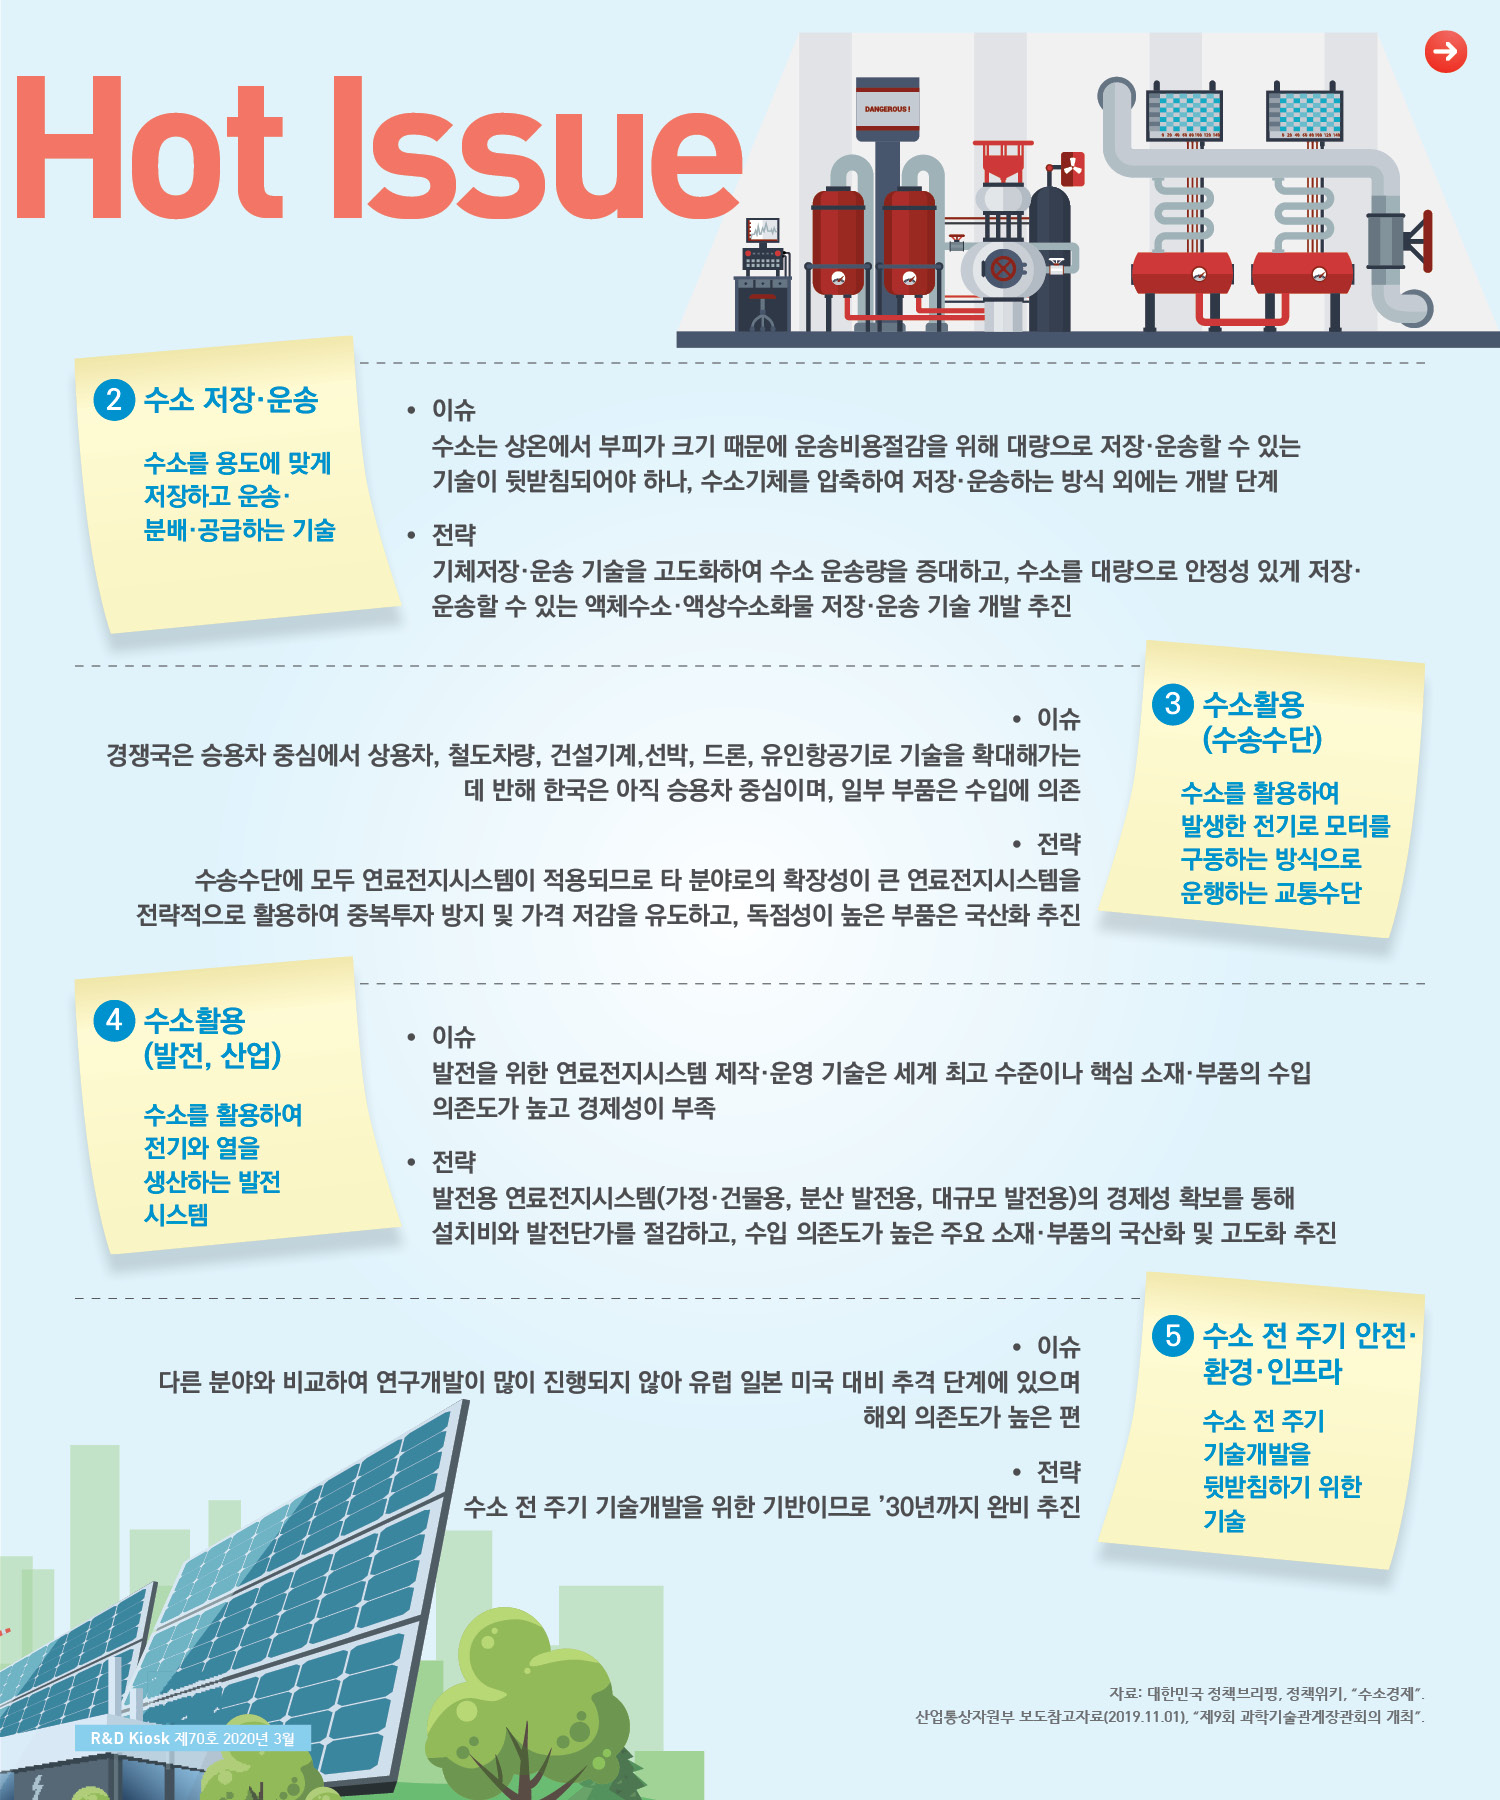 Hot Issue
DANGEROUS !
2 수소 저장·운송
수소를 용도에 맞게
저장하고 운송·
분배·공급하는 기술
• 이슈
수소는 상온에서 부피가 크기 때문에 운송비용절감을 위해 대량으로 저장·운송할 수 있는
기술이 뒷받침되어야 하나, 수소기체를 압축하여 저장·운송하는 방식 외에는 개발 단계
• 전략
기체저장·운송 기술을 고도화하여 수소 운송량을 증대하고, 수소를 대량으로 안정성 있게 저장·
운송할 수 있는 액체수소·액상수소화물 저장·운송 기술 개발 추진
3 수소활용
(수송수단)
수소를 활용하여
발생한 전기로 모터를
구동하는 방식으로
운행하는 교통수단
• 이슈
경쟁국은 승용차 중심에서 상용차, 철도차량, 건설기계,선박, 드론, 유인항공기로 기술을 확대해가는
데 반해 한국은 아직 승용차 중심이며, 일부 부품은 수입에 의존
• 전략
수송수단에 모두 연료전지시스템이 적용되므로 타 분야로의 확장성이 큰 연료전지시스템을
전략적으로 활용하여 중복투자 방지 및 가격 저감을 유도하고, 독점성이 높은 부품은 국산화 추진
4 수소활용
(발전, 산업)
수소를 활용하여
전기와 열을
생산하는 발전
시스템
• 이슈
발전을 위한 연료전지시스템 제작·운영 기술은 세계 최고 수준이나 핵심 소재·부품의 수입
의존도가 높고 경제성이 부족
• 전략
발전용 연료전지시스템(가정·건물용, 분산 발전용, 대규모 발전용)의 경제성 확보를 통해
설치비와 발전단가를 절감하고, 수입 의존도가 높은 주요 소재·부품의 국산화 및 고도화 추진
5 수소 전 주기 안전·
환경·인프라
수소 전 주기
기술개발을
뒷받침하기 위한
기술
• 이슈
다른 분야와 비교하여 연구개발이 많이 진행되지 않아 유럽 일본 미국 대비 추격 단계에 있으며
해외 의존도가 높은 편
• 전략
수소 전 주기 기술개발을 위한 기반이므로 ’30년까지 완비 추진
자료: 대한민국 정책브리핑, 정책위키, “수소경제”.
산업통상자원부 보도참고자료(2019.11.01), “제9회 과학기술관계장관회의 개최”.
R&D Kiosk 제70호 2020년 3월